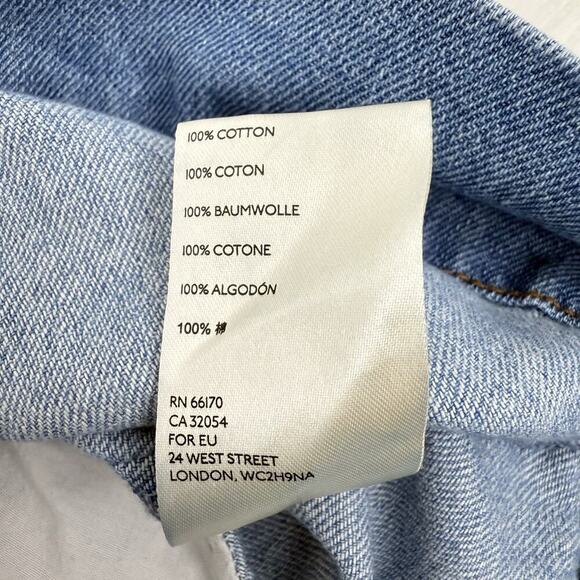 100% COTTON
100% COTON
100% BAUMWOLLE
100% COTONE
100% ALGODÓN
100% 棉
RN 66170
CA 32054
FOR EU
24 WEST STREET
LONDON, WC2H9NA